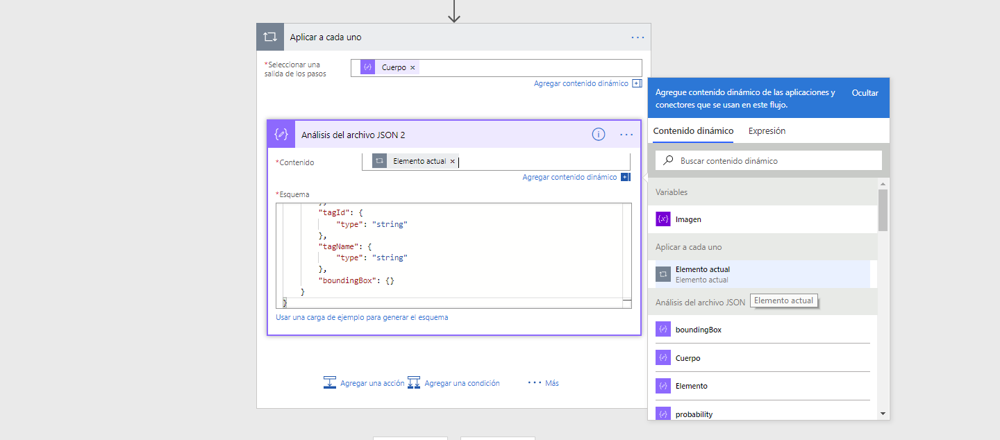 Aplicar a cada uno
*Seleccionar una
salida de los pasos
Cuerpo ×
Agregar contenido dinámico
Análisis del archivo JSON 2
*Contenido
Elemento actual ×
Agregar contenido dinámico
*Esquema
"tagId": {
"type": "string"
},
"tagName": {
"type": "string"
},
"boundingBox": {}
}
}
Usar una carga de ejemplo para generar el esquema
Agregar una acción
Agregar una condición
Más
Agregue contenido dinámico de las aplicaciones y
conectores que se usan en este flujo.
Ocultar
Contenido dinámico
Expresión
Buscar contenido dinámico
Variables
Imagen
Aplicar a cada uno
Elemento actual
Elemento actual
Análisis del archivo JSON
Elemento actual
boundingBox
Cuerpo
Elemento
probability